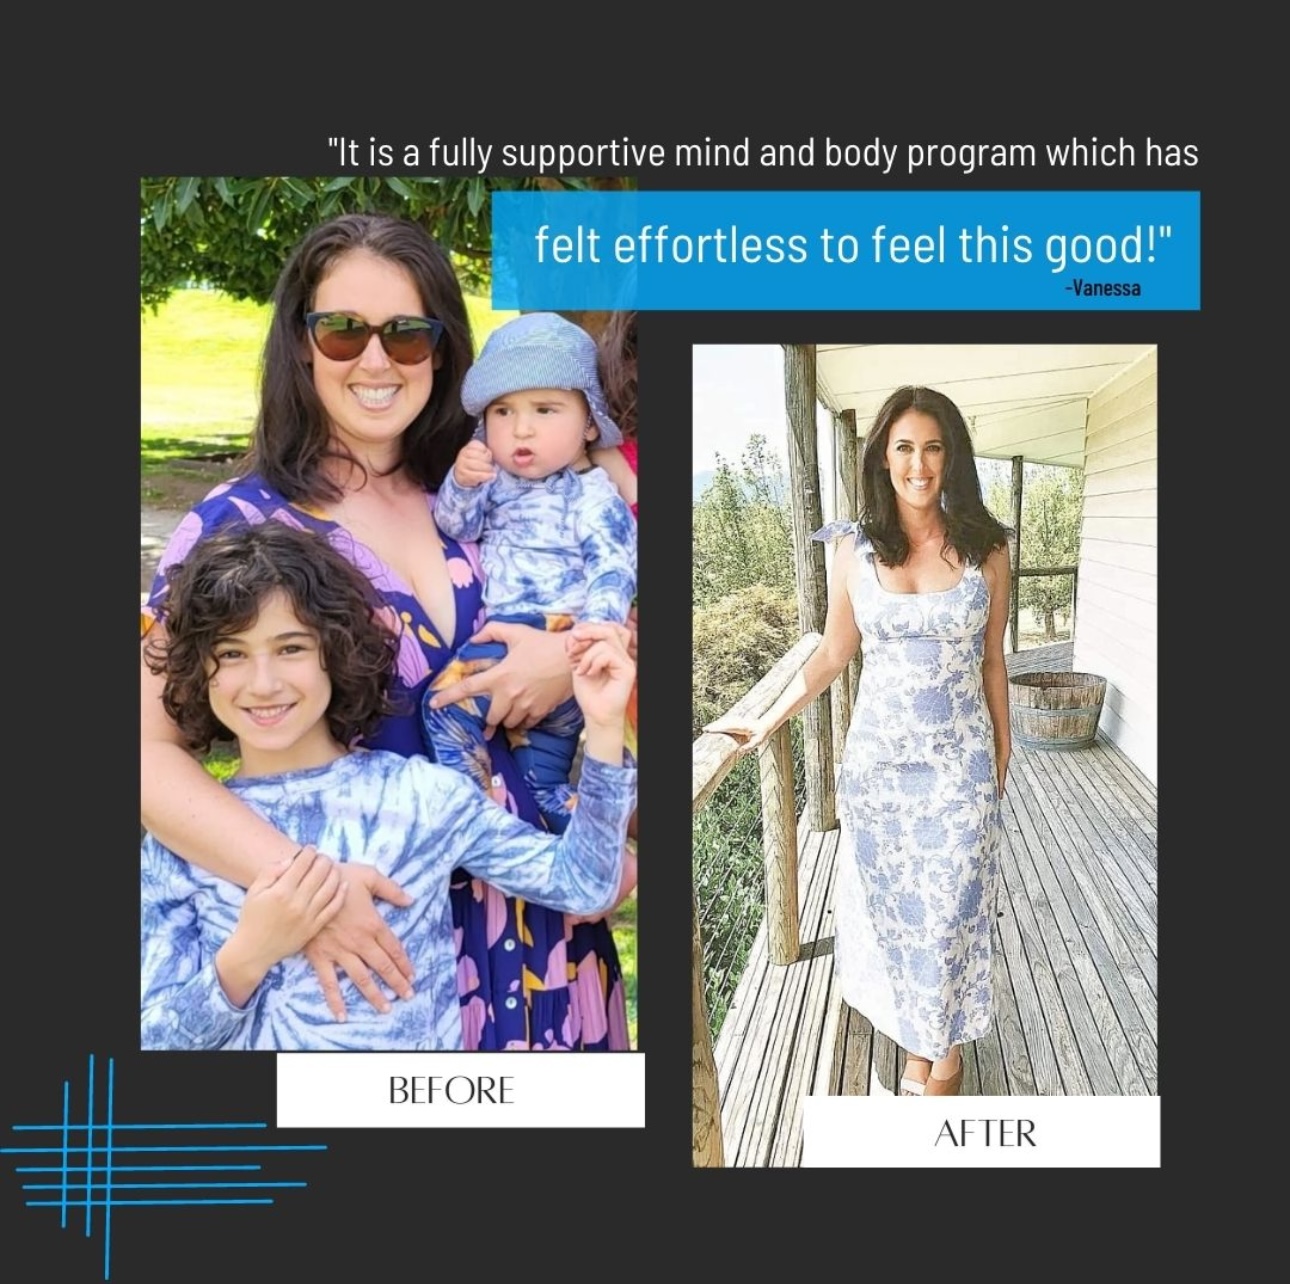 "It is a fully supportive mind and body program which has
felt effortless to feel this good!"
-Vanessa
BEFORE
AFTER